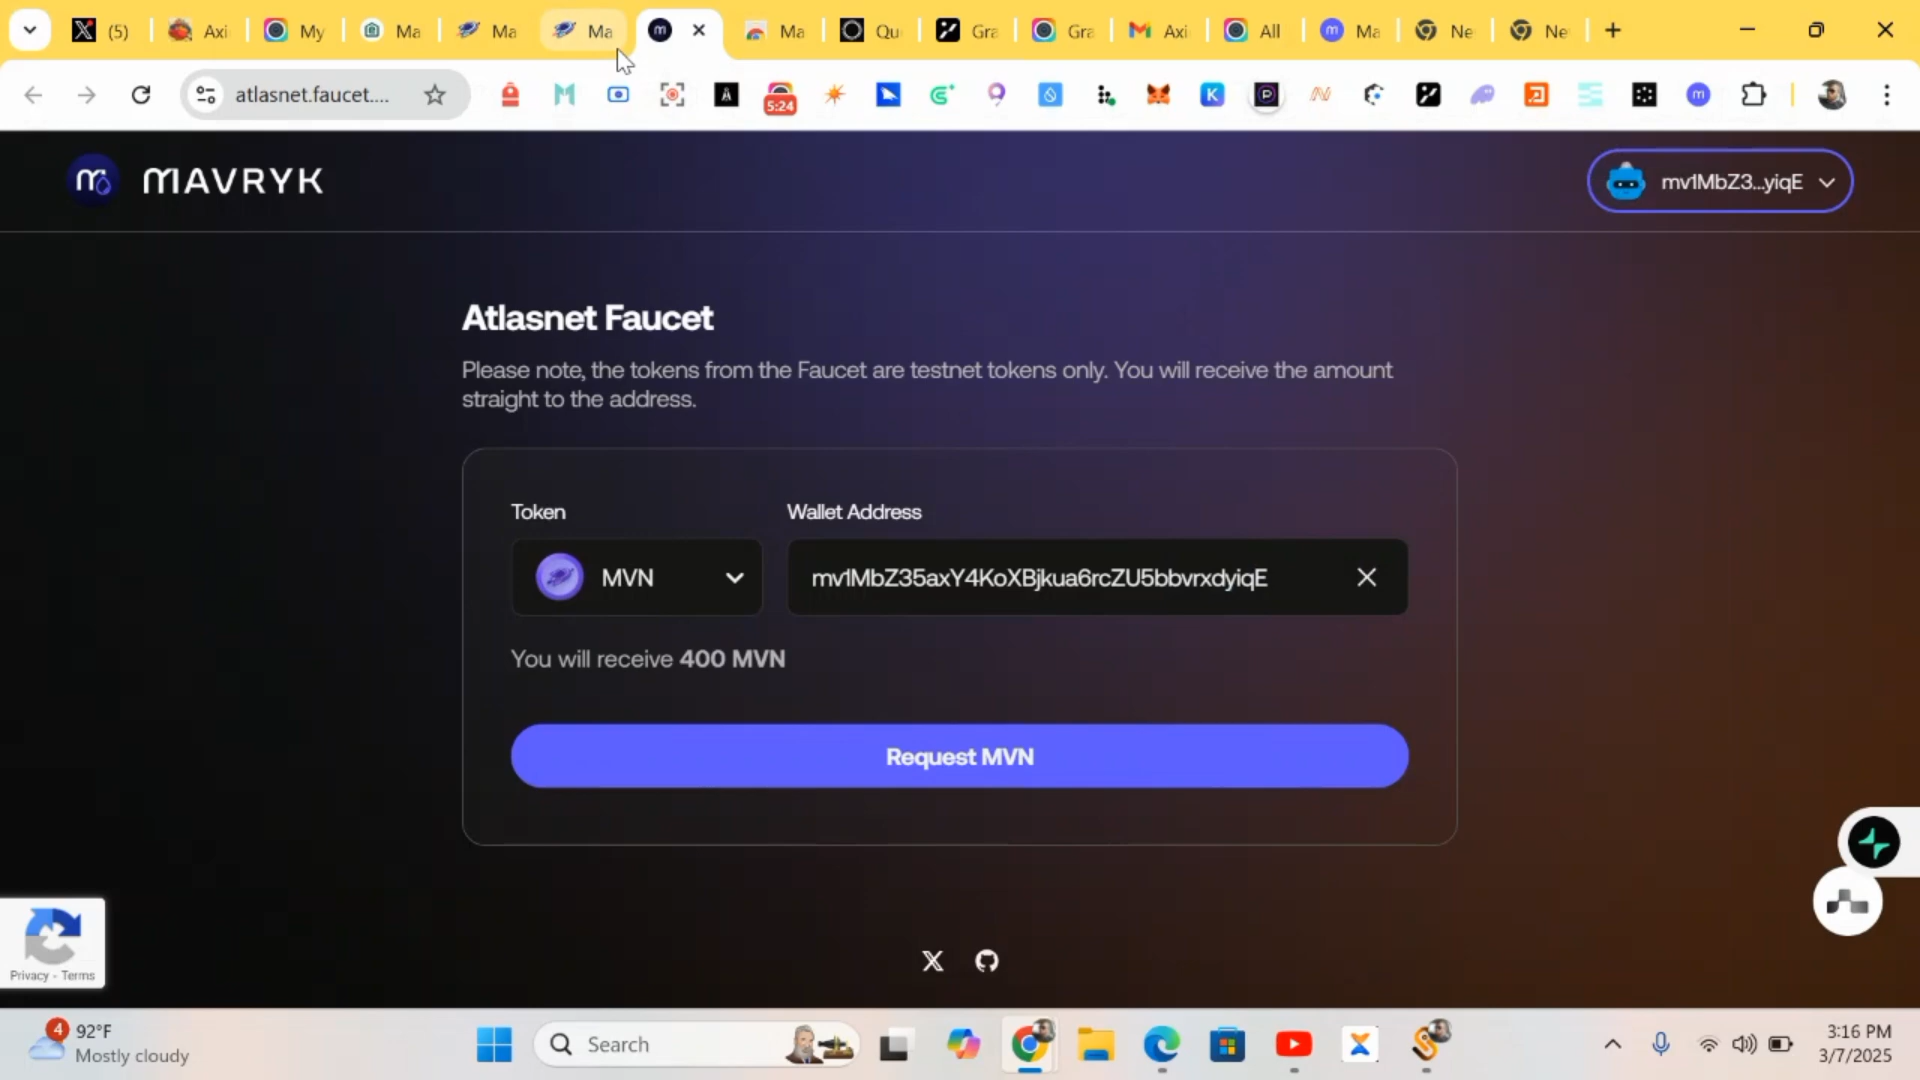 (5)
Axi
My
Ma
Ma
Ma
Ma
Qu
Gra
Gra
Axi
All
Ma
Ne
Ne
atlasnet.faucet....
5:24
MAVRYK
mv1MbZ3...yiqE
Atlasnet Faucet
Please note, the tokens from the Faucet are testnet tokens only. You will receive the amount
straight to the address.
Token
Wallet Address
MVN
mv1MbZ35axY4KoXBjkua6rcZU5bbvrxdyiqE
You will receive 400 MVN
Request MVN
Privacy - Terms
4
92°F
Mostly cloudy
Search
3:16 PM
3/7/2025